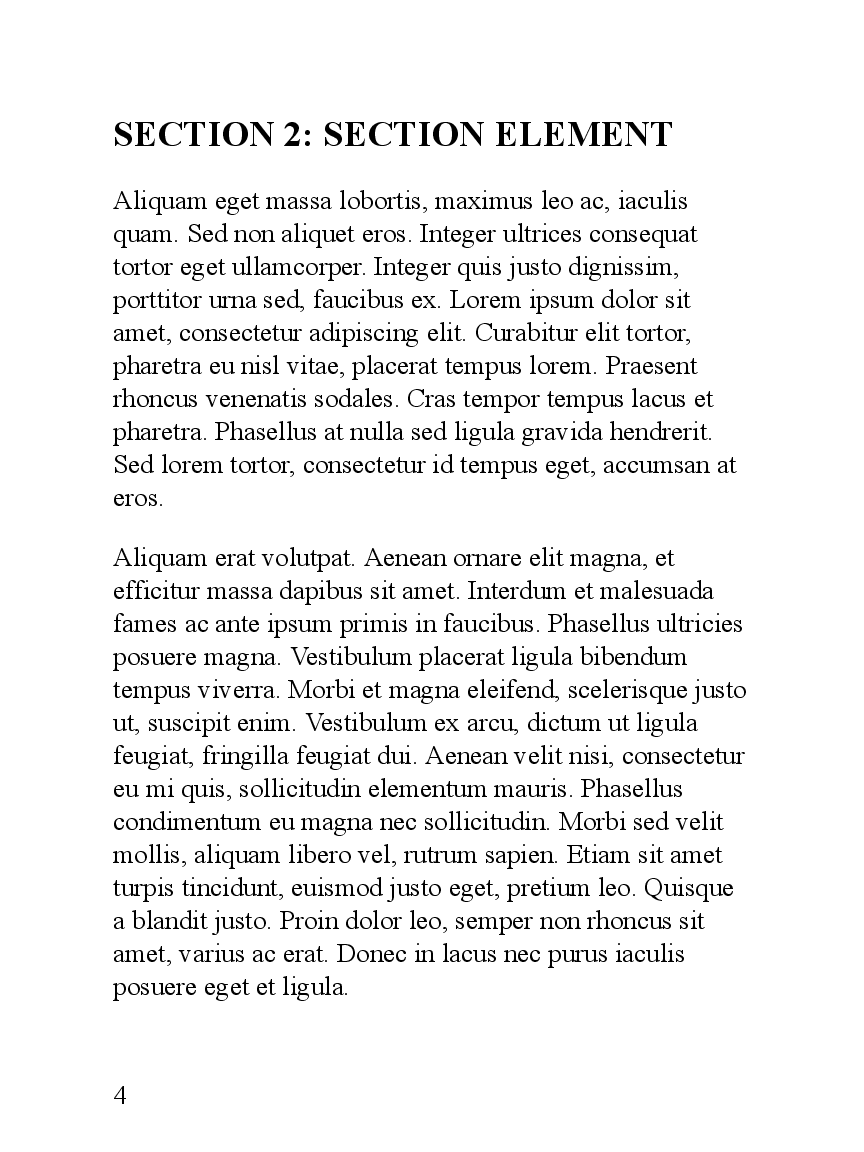 SECTION 2: SECTION ELEMENT
Aliquam eget massa lobortis, maximus leo ac, iaculis
quam. Sed non aliquet eros. Integer ultrices consequat
tortor eget ullamcorper. Integer quis justo dignissim,
porttitor urna sed, faucibus ex. Lorem ipsum dolor sit
amet, consectetur adipiscing elit. Curabitur elit tortor,
pharetra eu nisl vitae, placerat tempus lorem. Praesent
rhoncus venenatis sodales. Cras tempor tempus lacus et
pharetra. Phasellus at nulla sed ligula gravida hendrerit.
Sed lorem tortor, consectetur id tempus eget, accumsan at
eros.
Aliquam erat volutpat. Aenean ornare elit magna, et
efficitur massa dapibus sit amet. Interdum et malesuada
fames ac ante ipsum primis in faucibus. Phasellus ultricies
posuere magna. Vestibulum placerat ligula bibendum
tempus viverra. Morbi et magna eleifend, scelerisque justo
ut, suscipit enim. Vestibulum ex arcu, dictum ut ligula
feugiat, fringilla feugiat dui. Aenean velit nisi, consectetur
eu mi quis, sollicitudin elementum mauris. Phasellus
condimentum eu magna nec sollicitudin. Morbi sed velit
mollis, aliquam libero vel, rutrum sapien. Etiam sit amet
turpis tincidunt, euismod justo eget, pretium leo. Quisque
a blandit justo. Proin dolor leo, semper non rhoncus sit
amet, varius ac erat. Donec in lacus nec purus iaculis
posuere eget et ligula.
4